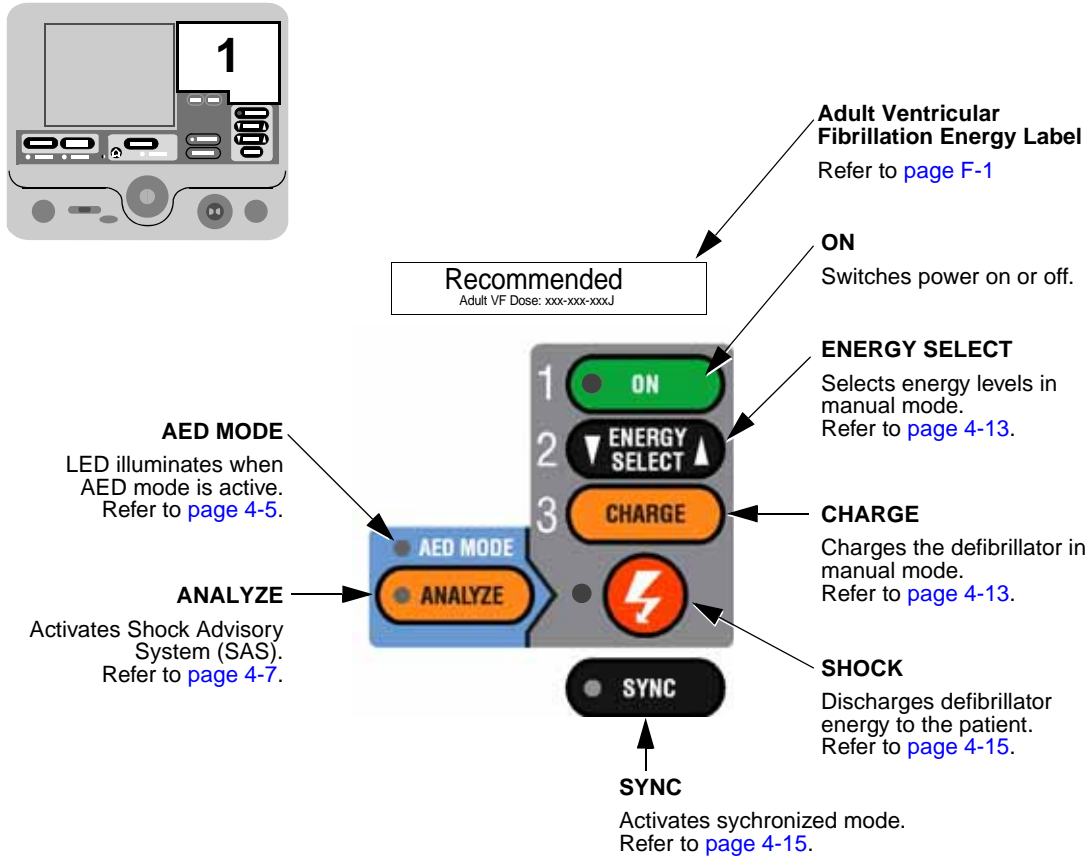 1
Adult Ventricular
Fibrillation Energy Label
Refer to page F-1
ON
Switches power on or off.
ENERGY SELECT
Selects energy levels in
manual mode.
Refer to page 4-13.
CHARGE
Charges the defibrillator in
manual mode.
Refer to page 4-13.
SHOCK
Discharges defibrillator
energy to the patient.
Refer to page 4-15.
SYNC
Activates sychronized mode.
Refer to page 4-15.
AED MODE
LED illuminates when
AED mode is active.
Refer to page 4-5.
ANALYZE
Activates Shock Advisory
System (SAS).
Refer to page 4-7.
Recommended
Adult VF Dose: xxx-xxx-xxxJ
1 ON
2 ENERGY
SELECT
3 CHARGE
AED MODE
ANALYZE
SYNC